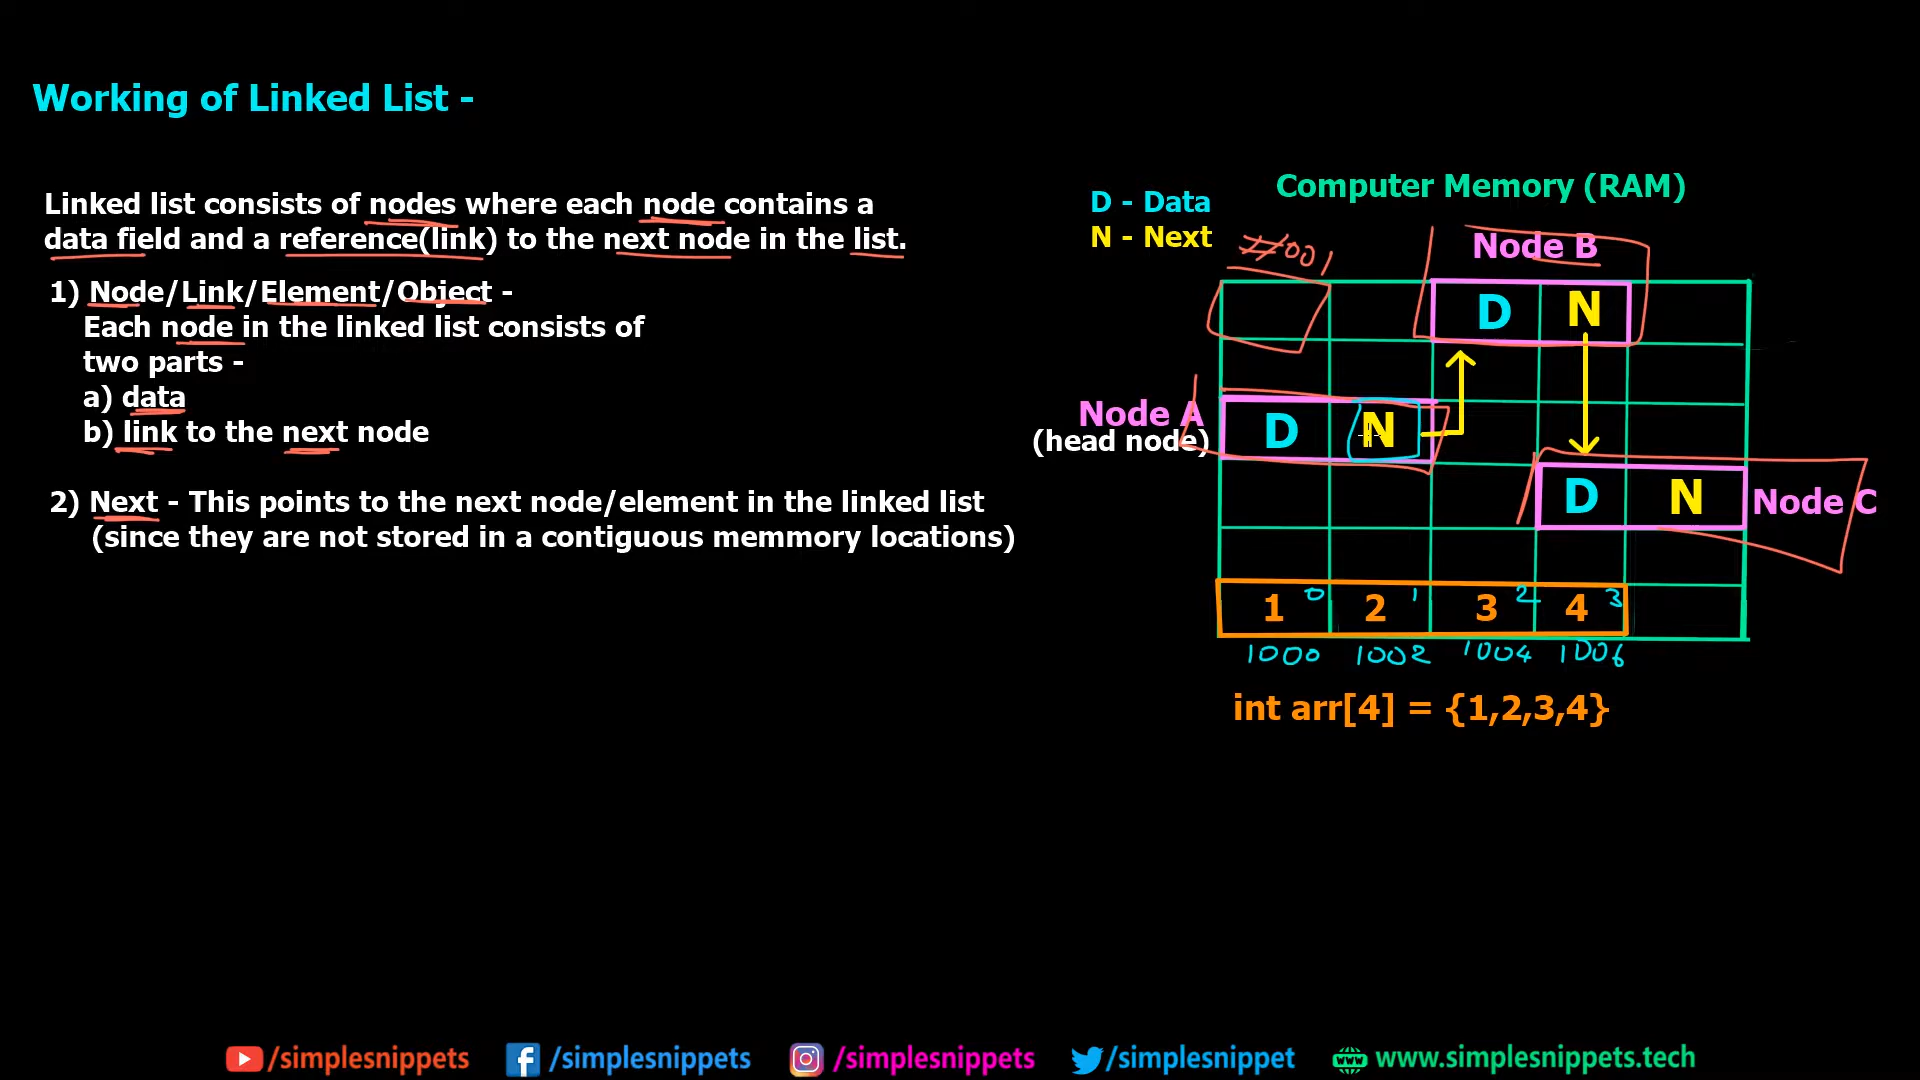 Working of Linked List -
Linked list consists of nodes where each node contains a
data field and a reference(link) to the next node in the list.
1) Node/Link/Element/Object -
Each node in the linked list consists of
two parts -
a) data
b) link to the next node
2) Next - This points to the next node/element in the linked list
(since they are not stored in a contiguous memmory locations)
D - Data
N - Next
Computer Memory (RAM)
#001
Node B
D N
Node A
(head node)
D N
D N
Node C
1 0 2 1 3 2 4 3
1000 1002 1004 1006
int arr[4] = {1,2,3,4}
/simplesnippets
/simplesnippets
/simplesnippets
/simplesnippet
www.simplesnippets.tech